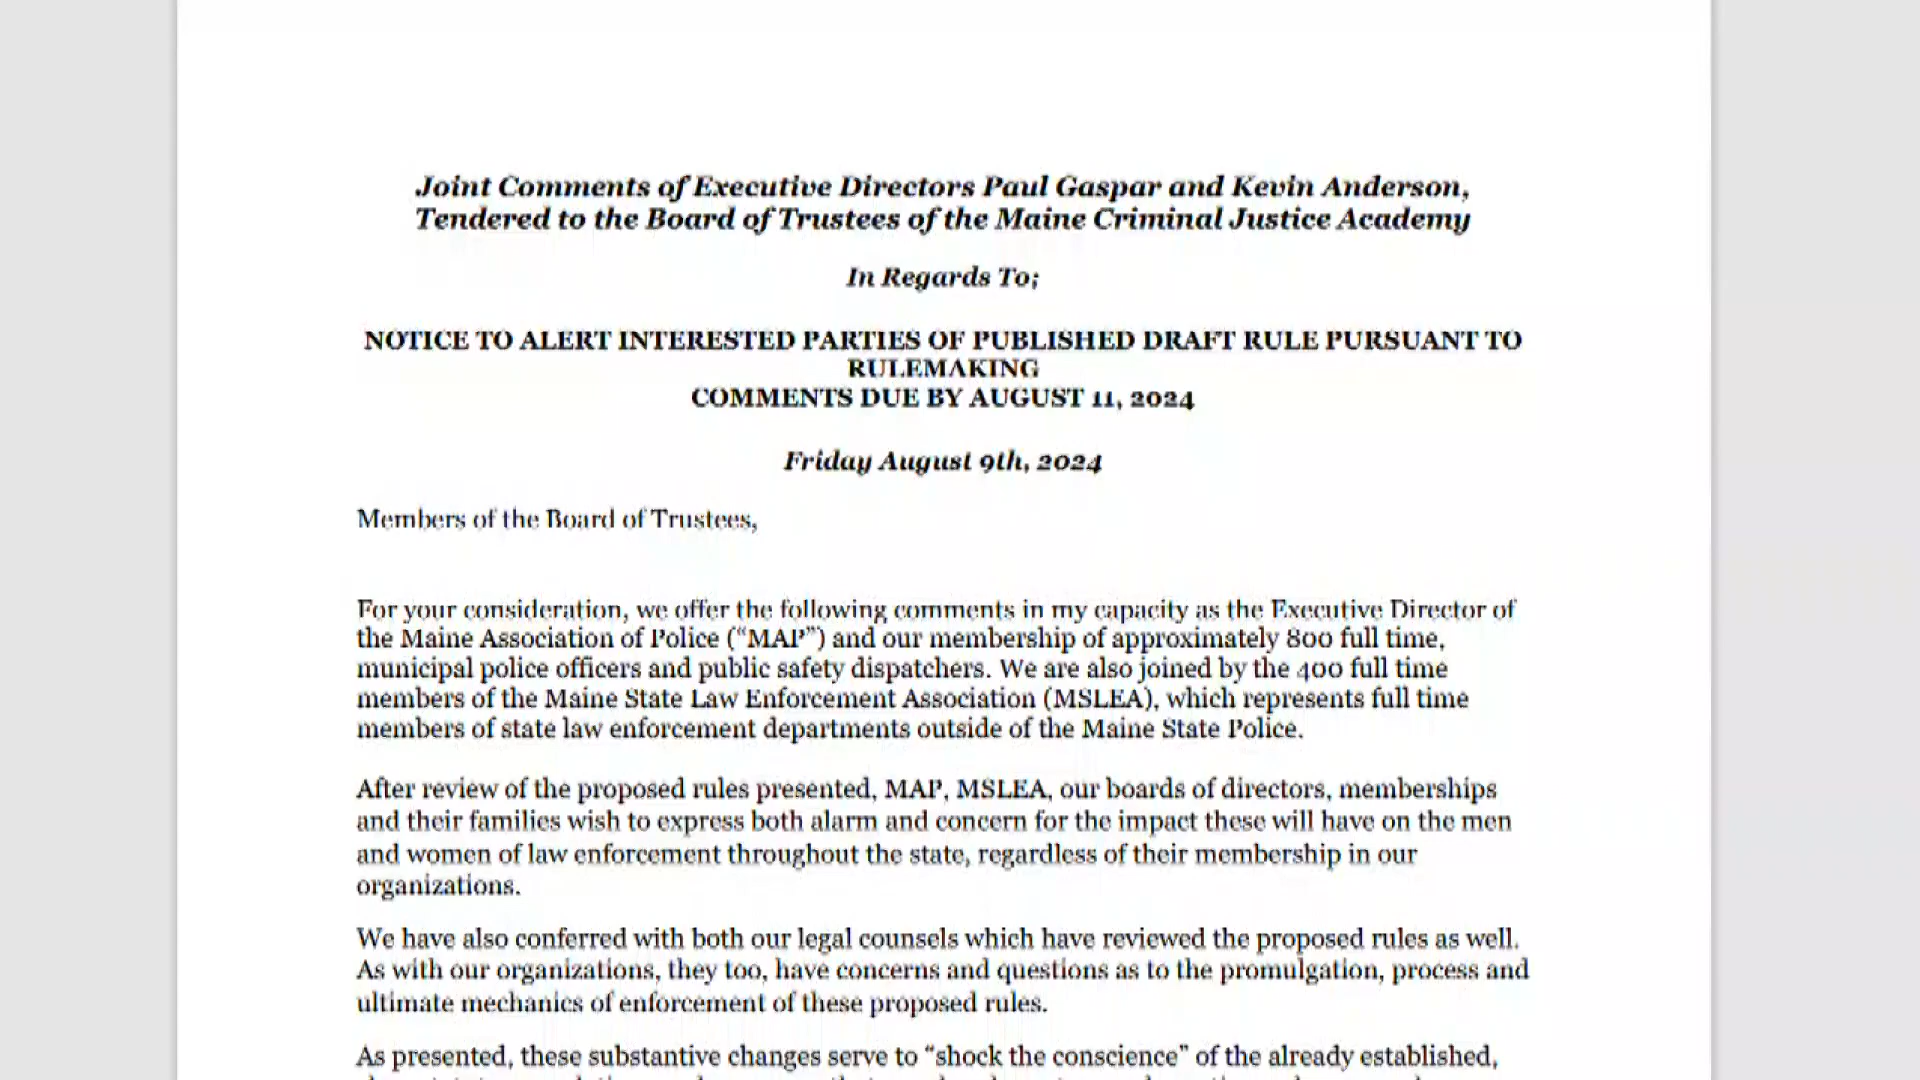 Joint Comments of Executive Directors Paul Gaspar and Kevin Anderson,
Tendered to the Board of Trustees of the Maine Criminal Justice Academy
In Regards To;
NOTICE TO ALERT INTERESTED PARTIES OF PUBLISHED DRAFT RULE PURSUANT TO
RULEMAKING
COMMENTS DUE BY AUGUST 11, 2024
Friday August 9th, 2024
Members of the Board of Trustees,
For your consideration, we offer the following comments in my capacity as the Executive Director of
the Maine Association of Police (“MAP”) and our membership of approximately 800 full time,
municipal police officers and public safety dispatchers. We are also joined by the 400 full time
members of the Maine State Law Enforcement Association (MSLEA), which represents full time
members of state law enforcement departments outside of the Maine State Police.
After review of the proposed rules presented, MAP, MSLEA, our boards of directors, memberships
and their families wish to express both alarm and concern for the impact these will have on the men
and women of law enforcement throughout the state, regardless of their membership in our
organizations.
We have also conferred with both our legal counsels which have reviewed the proposed rules as well.
As with our organizations, they too, have concerns and questions as to the promulgation, process and
ultimate mechanics of enforcement of these proposed rules.
As presented, these substantive changes serve to “shock the conscience” of the already established,